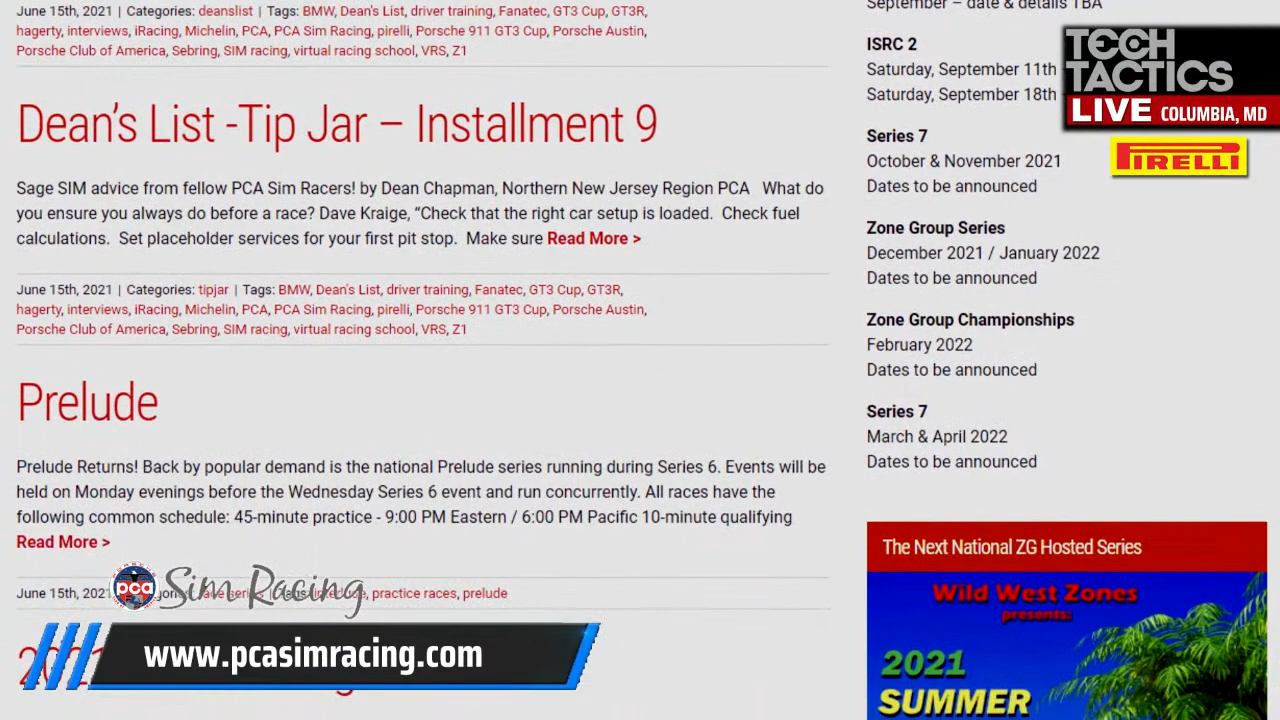 June 15th, 2021 | Categories: deanslist | Tags: BMW, Dean's List, driver training, Fanatec, GT3 Cup, GT3R,
hagerty, interviews, iRacing, Michelin, PCA, PCA Sim Racing, pirelli, Porsche 911 GT3 Cup, Porsche Austin,
Porsche Club of America, Sebring, SIM racing, virtual racing school, VRS, Z1
Dean's List -Tip Jar – Installment 9
Sage SIM advice from fellow PCA Sim Racers! by Dean Chapman, Northern New Jersey Region PCA What do
you ensure you always do before a race? Dave Kraige, “Check that the right car setup is loaded. Check fuel
calculations. Set placeholder services for your first pit stop. Make sure Read More >
June 15th, 2021 | Categories: tipjar | Tags: BMW, Dean's List, driver training, Fanatec, GT3 Cup, GT3R,
hagerty, interviews, iRacing, Michelin, PCA, PCA Sim Racing, pirelli, Porsche 911 GT3 Cup, Porsche Austin,
Porsche Club of America, Sebring, SIM racing, virtual racing school, VRS, Z1
Prelude
Prelude Returns! Back by popular demand is the national Prelude series running during Series 6. Events will be
held on Monday evenings before the Wednesday Series 6 event and run concurrently. All races have the
following common schedule: 45-minute practice - 9:00 PM Eastern / 6:00 PM Pacific 10-minute qualifying
Read More >
June 15th, 2021 practice races, prelude
pca Sim Racing
www.pcasimracing.com
September – date & details TBA
ISRC 2
Saturday, September 11th
Saturday, September 18th
Series 7
October & November 2021
Dates to be announced
Zone Group Series
December 2021 / January 2022
Dates to be announced
Zone Group Championships
February 2022
Dates to be announced
Series 7
March & April 2022
Dates to be announced
The Next National ZG Hosted Series
Wild West Zones
presents:
2021
SUMMER
TECH
TACTICS
LIVE COLUMBIA, MD
PIRELLI